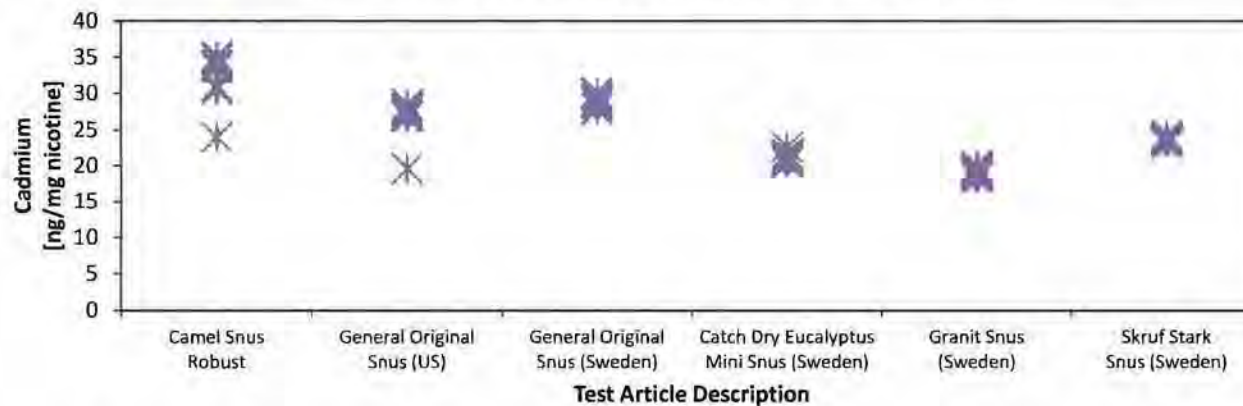 40
35
30
25
20
15
10
5
0
Cadmium
[ng/mg nicotine]
Camel Snus
Robust
General Original
Snus (US)
General Original
Snus (Sweden)
Catch Dry Eucalyptus
Mini Snus (Sweden)
Granit Snus
(Sweden)
Skruf Stark
Snus (Sweden)
Test Article Description